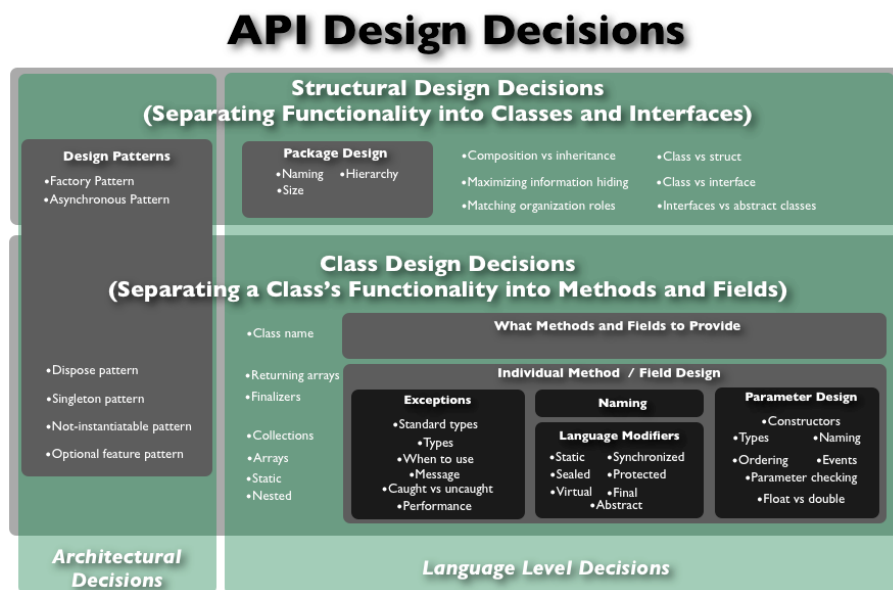 API Design Decisions
Structural Design Decisions
(Separating Functionality into Classes and Interfaces)
Design Patterns
•Factory Pattern
•Asynchronous Pattern
Package Design
•Naming •Hierarchy
•Size
•Composition vs inheritance
•Maximizing information hiding
•Matching organization roles
•Class vs struct
•Class vs interface
•Interfaces vs abstract classes
Class Design Decisions
(Separating a Class's Functionality into Methods and Fields)
•Dispose pattern
•Singleton pattern
•Not-instantiatable pattern
•Optional feature pattern
•Class name
•Returning arrays
•Finalizers
•Collections
•Arrays
•Static
•Nested
What Methods and Fields to Provide
Individual Method / Field Design
Exceptions
•Standard types
•Types
•When to use
•Message
•Caught vs uncaught
•Performance
Naming
Language Modifiers
•Static •Synchronized
•Sealed •Protected
•Virtual •Final
•Abstract
Parameter Design
•Constructors
•Types •Naming
•Ordering •Events
•Parameter checking
•Float vs double
Architectural
Decisions
Language Level Decisions